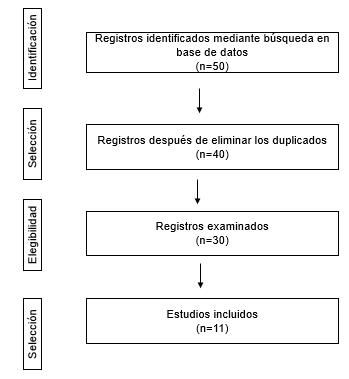 Identificación
Registros identificados mediante búsqueda en
base de datos
(n=50)
Selección
Registros después de eliminar los duplicados
(n=40)
Elegibilidad
Registros examinados
(n=30)
Selección
Estudios incluidos
(n=11)